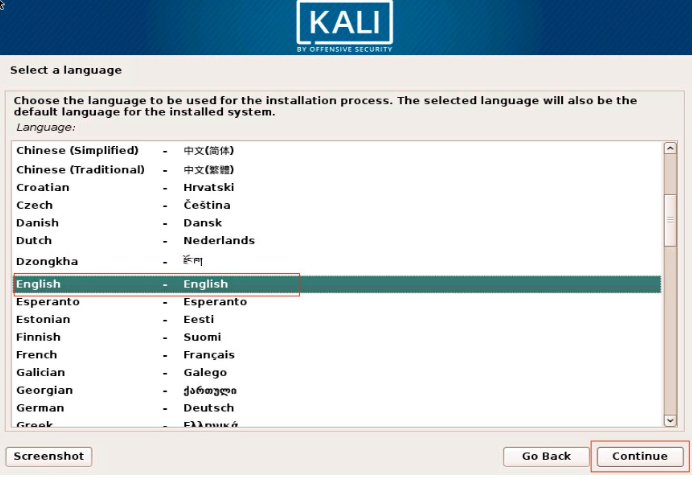 KALI
BY OFFENSIVE SECURITY
Select a language
Choose the language to be used for the installation process. The selected language will also be the
default language for the installed system.
Language:
Chinese (Simplified) - 中文(简体)
Chinese (Traditional) - 中文(繁體)
Croatian - Hrvatski
Czech - Čeština
Danish - Dansk
Dutch - Nederlands
Dzongkha - རྫོང་ཁ།
English - English
Esperanto - Esperanto
Estonian - Eesti
Finnish - Suomi
French - Français
Galician - Galego
Georgian - ქართული
German - Deutsch
Greek - Ελληνικά
Screenshot Go Back Continue